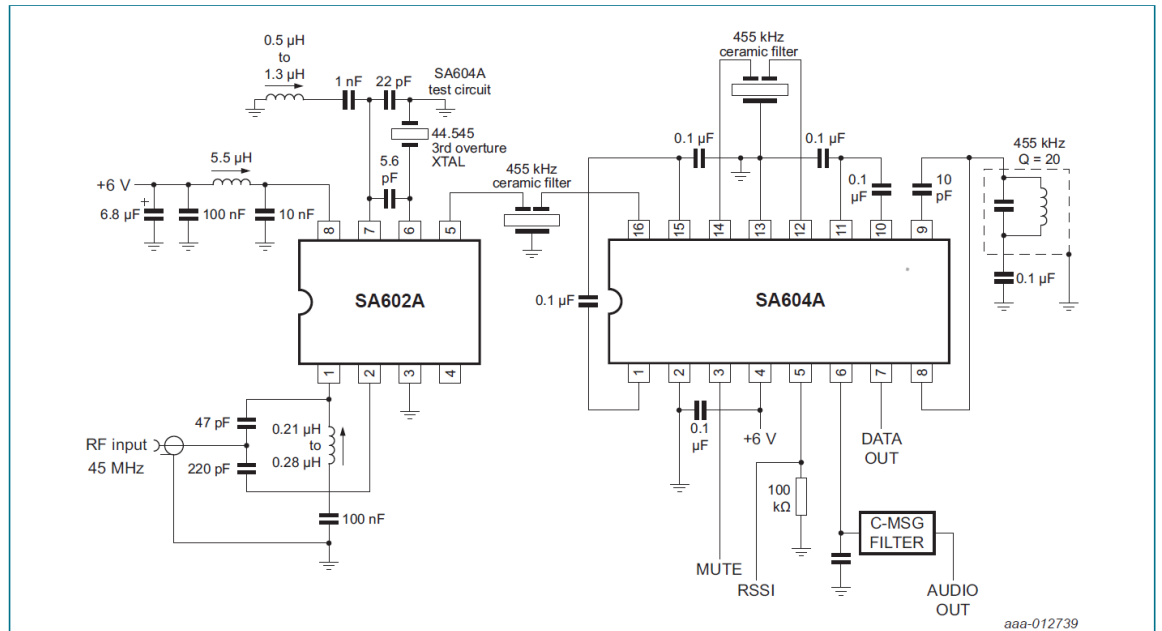 0.5 µH
to
1.3 µH
1 nF
22 pF
SA604A
test circuit
44.545
3rd overture
XTAL
5.6
pF
5.5 µH
+6 V
+
6.8 µF
100 nF
10 nF
455 kHz
ceramic filter
455 kHz
ceramic filter
0.1 µF
0.1 µF
0.1
µF
10
pF
455 kHz
Q = 20
0.1 µF
0.1 µF
8
7
6
5
16
15
14
13
12
11
10
9
SA602A
SA604A
1
2
3
4
1
2
3
4
5
6
7
8
RF input
45 MHz
47 pF
220 pF
0.21 µH
to
0.28 µH
100 nF
0.1
µF
+6 V
DATA
OUT
100
kΩ
C-MSG
FILTER
MUTE
RSSI
AUDIO
OUT
aaa-012739